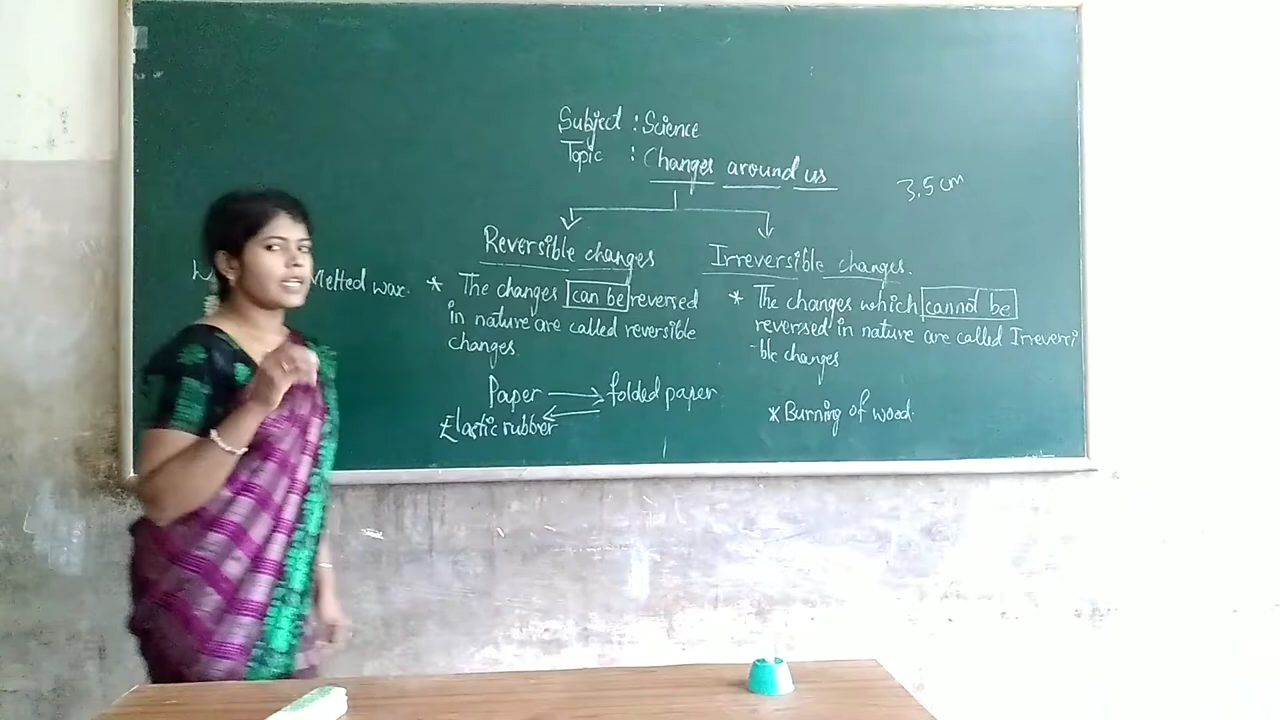 Subject : Science
Topic : Changes around us
3.5 cm
Reversible changes
Irreversible changes.
Melted wax.
* The changes can be reversed
in nature are called reversible
changes.
* The changes which cannot be
reversed in nature are called Irreversi
-ble changes
Paper → folded paper
Elastic rubber
* Burning of wood.